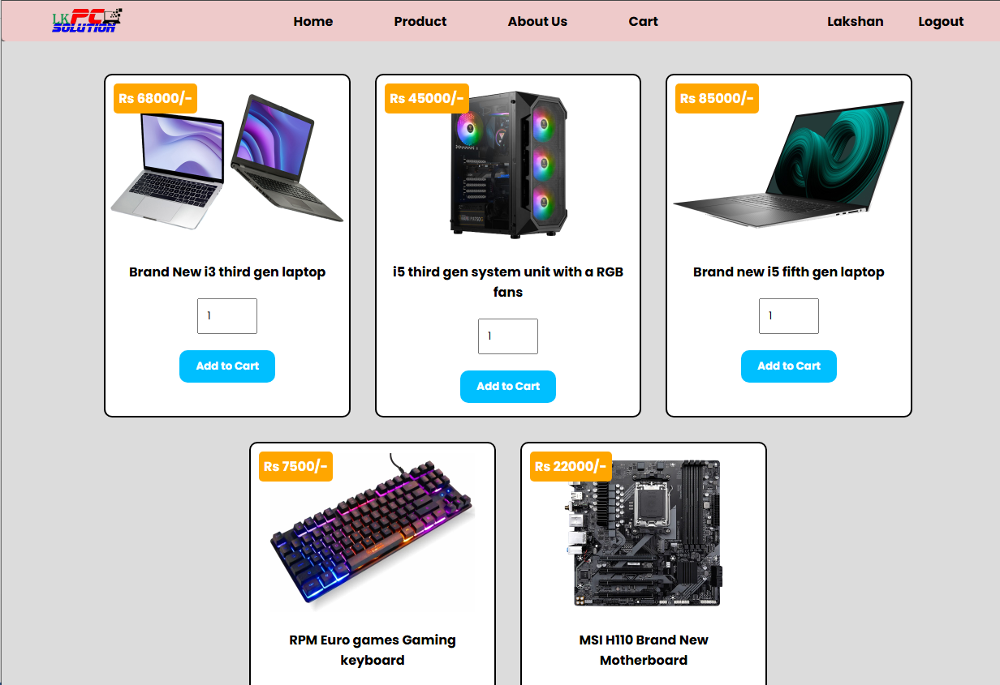 LK PC
SOLUTION
Home Product About Us Cart Lakshan Logout
Rs 68000/-
Brand New i3 third gen laptop
1
Add to Cart
Rs 45000/-
i5 third gen system unit with a RGB
fans
1
Add to Cart
Rs 85000/-
Brand new i5 fifth gen laptop
1
Add to Cart
Rs 7500/-
RPM Euro games Gaming
keyboard
Rs 22000/-
MSI H110 Brand New
Motherboard